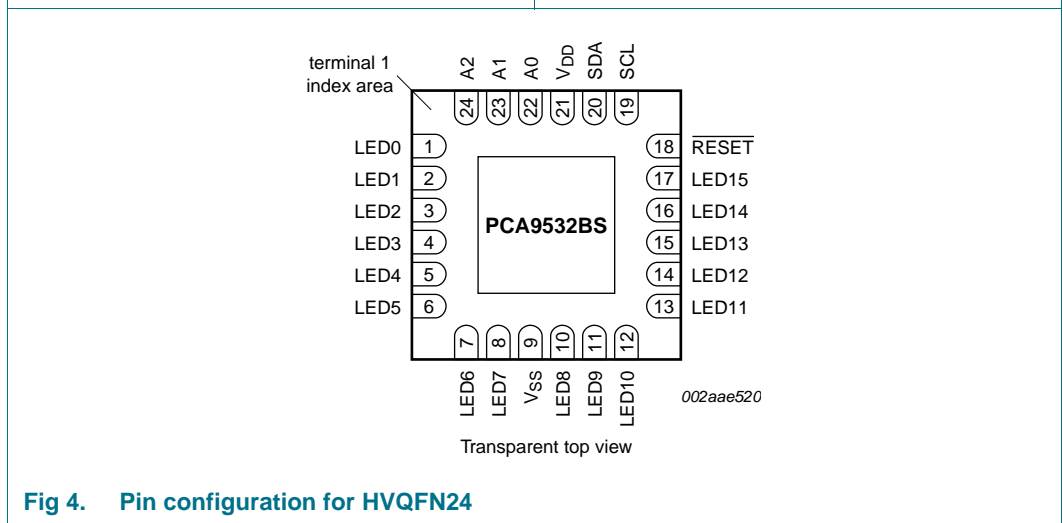 terminal 1
index area
A2
A1
A0
VDD
SDA
SCL
24
23
22
21
20
19
LED0 1
LED1 2
LED2 3
LED3 4
LED4 5
LED5 6
18 RESET
17 LED15
16 LED14
15 LED13
14 LED12
13 LED11
PCA9532BS
7
8
9
10
11
12
LED6
LED7
VSS
LED8
LED9
LED10
002aae520
Transparent top view
Fig 4. Pin configuration for HVQFN24